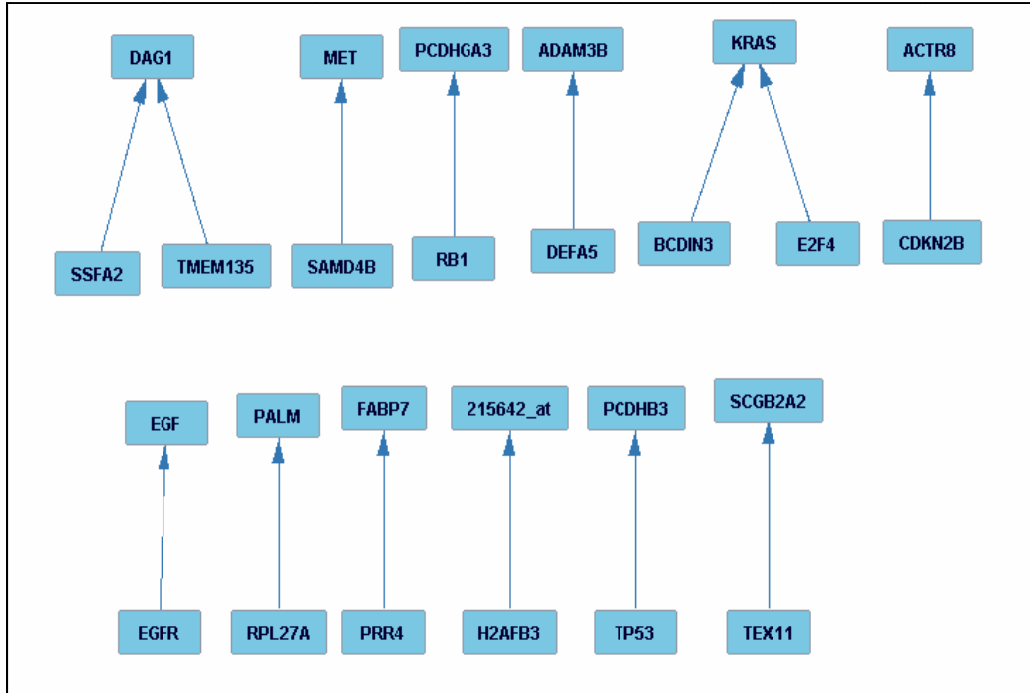 DAG1
MET
PCDHGA3
ADAM3B
KRAS
ACTR8
SSFA2
TMEM135
SAMD4B
RB1
DEFA5
BCDIN3
E2F4
CDKN2B
EGF
PALM
FABP7
215642_at
PCDHB3
SCGB2A2
EGFR
RPL27A
PRR4
H2AFB3
TP53
TEX11